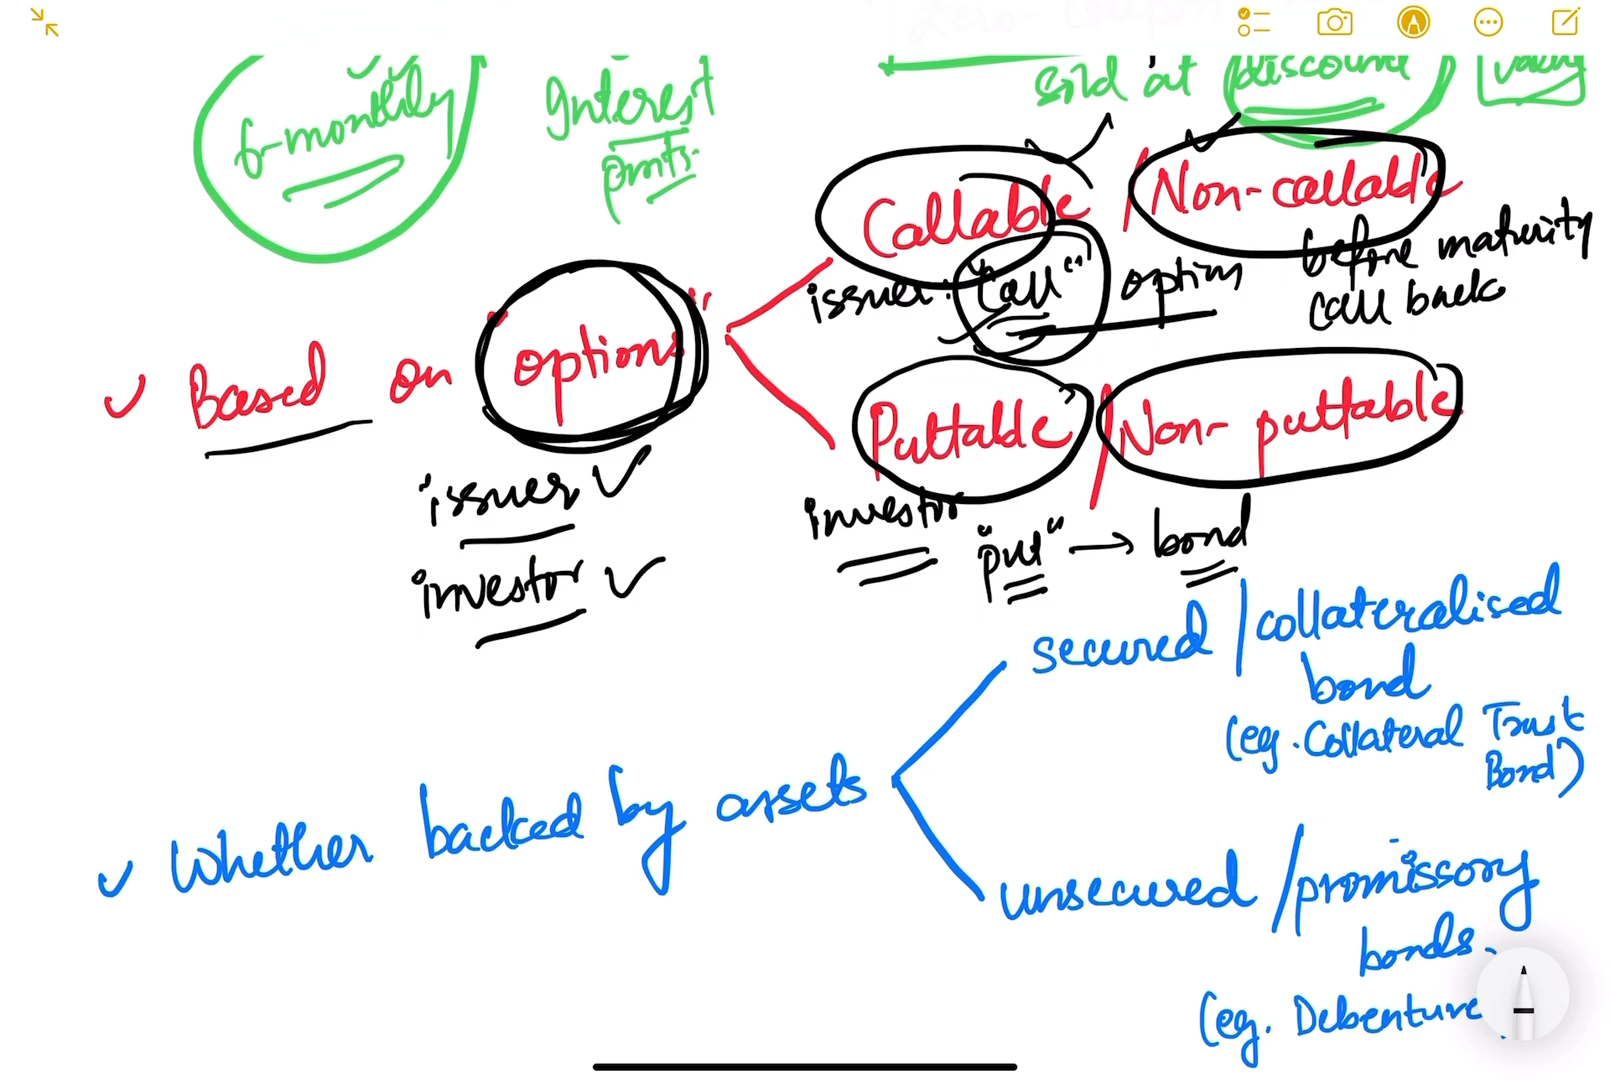 Zero-coupon
6-monthly
Interest
pmts.
sold at discount
Callable / Non-callable
issuer: "Call" option
before maturity
call back
✓ Based on "options"
Puttable / Non-puttable
issuer ✓
investor ✓
investor
"put" → bond
secured / collateralised
bond
(eg. Collateral Trust
Bond)
✓ Whether backed by assets
unsecured / promissory
bonds.
(eg. Debenture